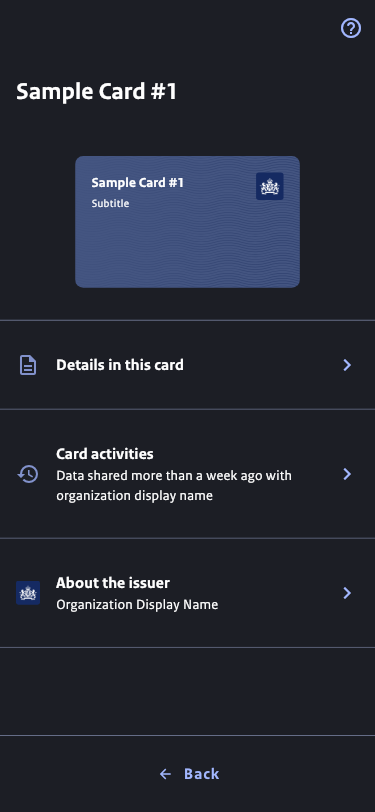 Sample Card #1
Sample Card #1
Subtitle
Details in this card
Card activities
Data shared more than a week ago with
organization display name
About the issuer
Organization Display Name
Back